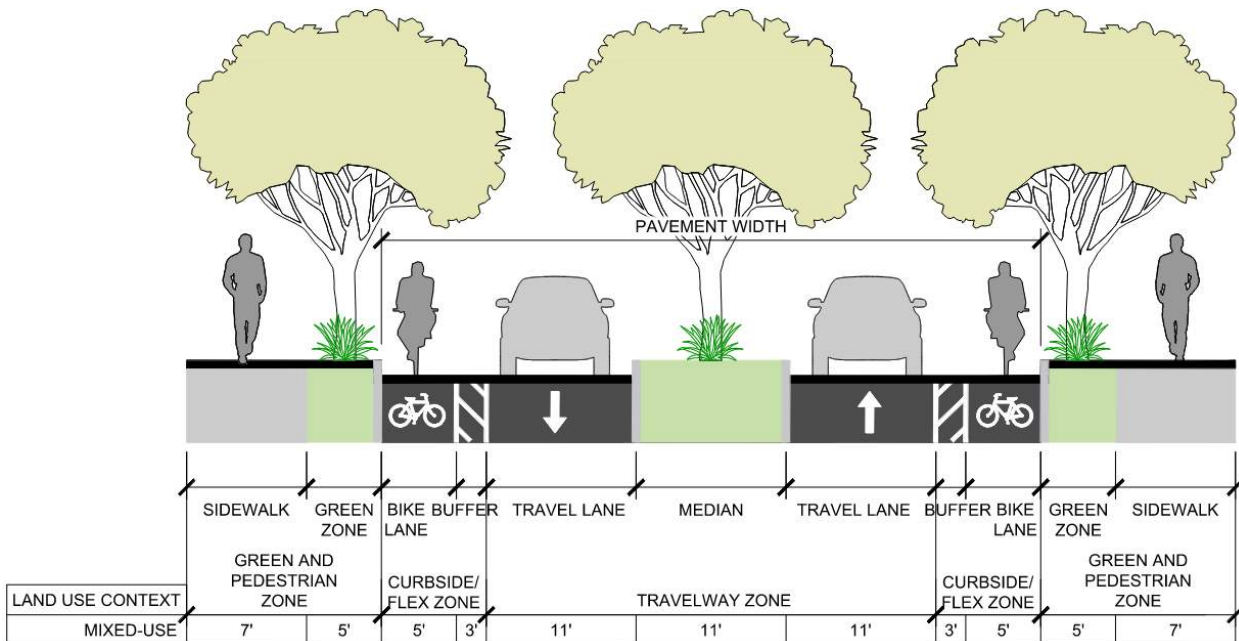 PAVEMENT WIDTH
SIDEWALK GREEN ZONE BIKE LANE BUFFER TRAVEL LANE MEDIAN TRAVEL LANE BUFFER BIKE LANE GREEN ZONE SIDEWALK
GREEN AND PEDESTRIAN ZONE CURBSIDE/ FLEX ZONE TRAVELWAY ZONE CURBSIDE/ FLEX ZONE GREEN AND PEDESTRIAN ZONE
LAND USE CONTEXT
MIXED-USE 7' 5' 5' 3' 11' 11' 11' 3' 5' 5' 7'